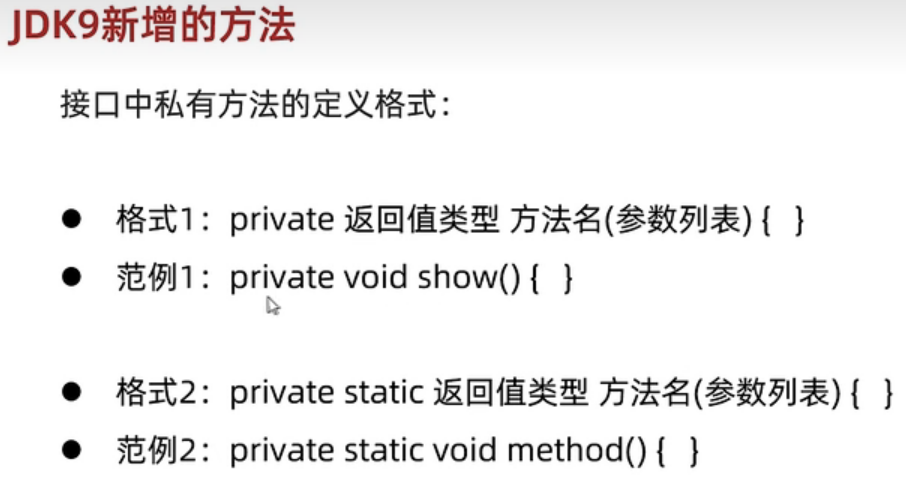 JDK9新增的方法
接口中私有方法的定义格式：
● 格式1：private 返回值类型 方法名(参数列表) { }
● 范例1：private void show() { }
● 格式2：private static 返回值类型 方法名(参数列表) { }
● 范例2：private static void method() { }